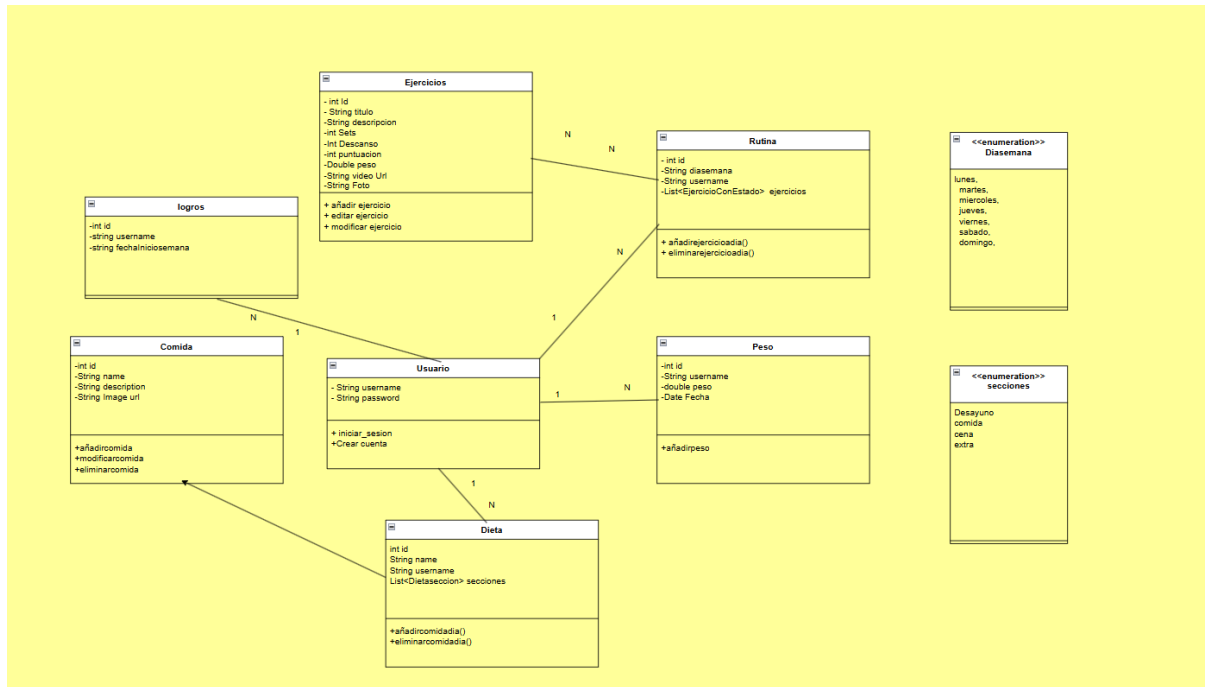 Ejercicios
- int Id
- String titulo
-String descripcion
-int Sets
-Int Descanso
-int puntuacion
-Double peso
-String video Url
-String Foto
+ añadir ejercicio
+ editar ejercicio
+ modificar ejercicio
N
N
Rutina
- int id
-String diasemana
-String username
-List<EjercicioConEstado> ejercicios
+ añadirejercicioadia()
+ eliminarejercicioadia()
<<enumeration>>
Diasemana
lunes,
martes,
miercoles,
jueves,
viernes,
sabado,
domingo,
logros
-int id
-string username
-string fechaIniciosemana
N
1
N
1
Comida
-int id
-String name
-String description
-String Image url
+añadircomida
+modificarcomida
+eliminarcomida
Usuario
- String username
- String password
+ iniciar_sesion
+Crear cuenta
1
N
Peso
-int id
-String username
-double peso
-Date Fecha
+añadirpeso
<<enumeration>>
secciones
Desayuno
comida
cena
extra
1
N
Dieta
int id
String name
String username
List<Dietaseccion> secciones
+añadircomidadia()
+eliminarcomidadia()